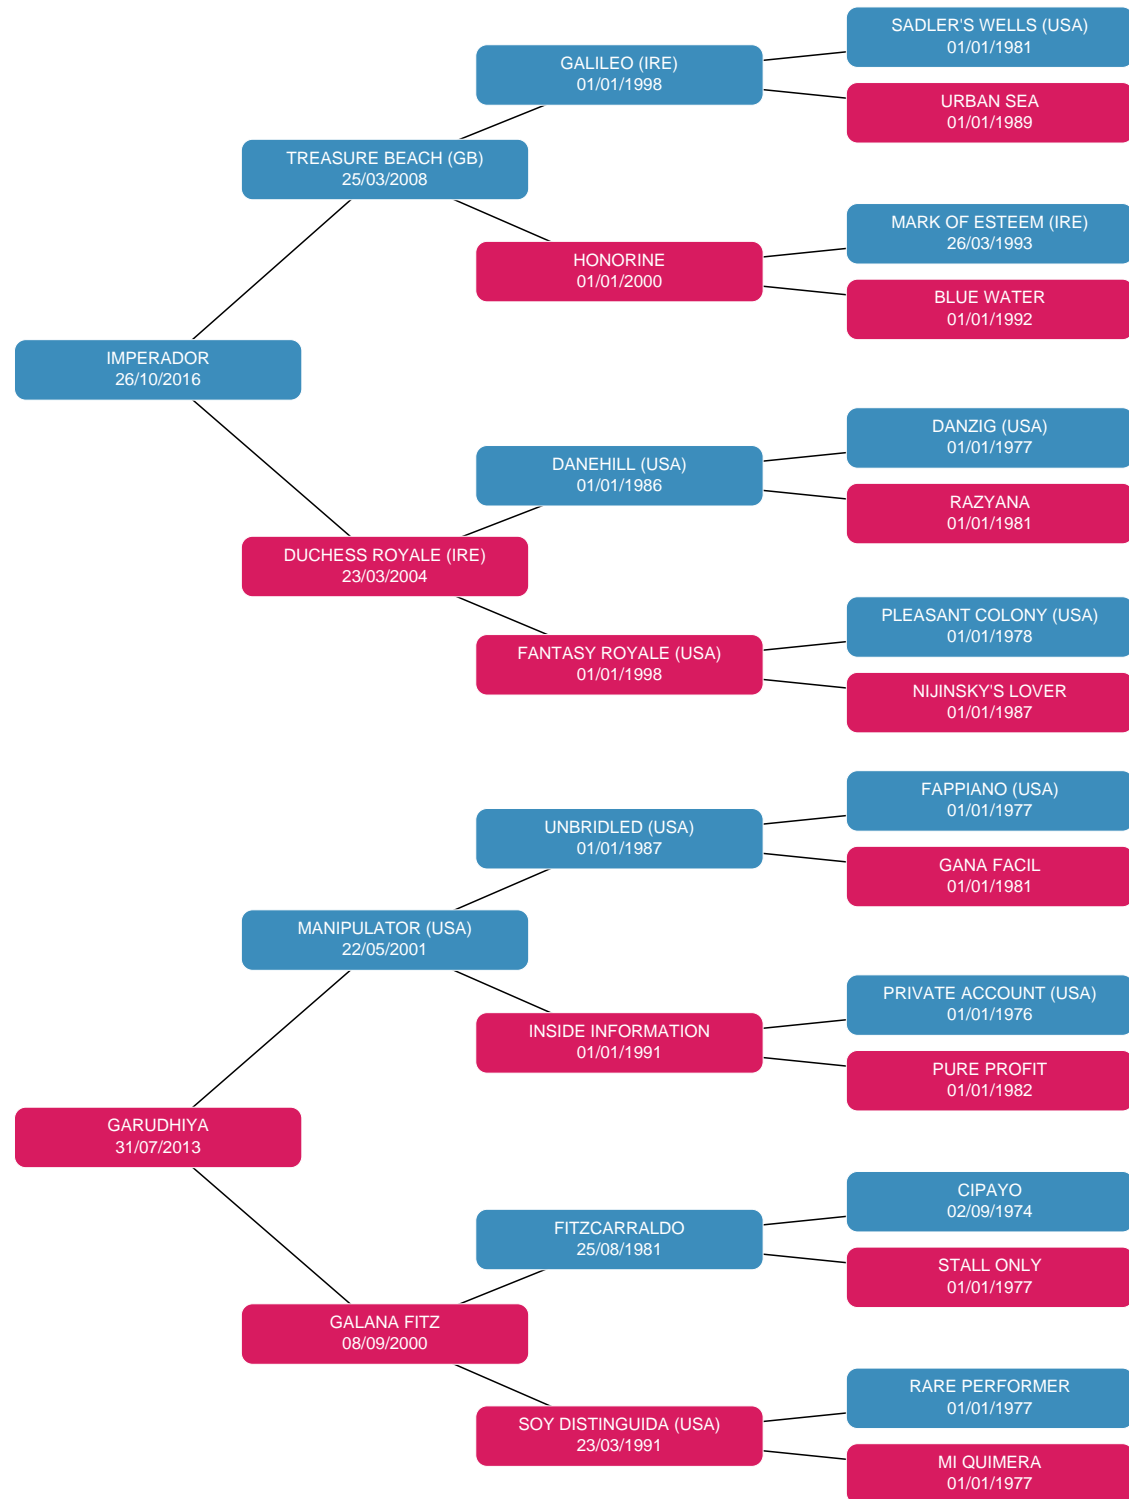 SADLER'S WELLS (USA)
01/01/1981
GALILEO (IRE)
01/01/1998
URBAN SEA
01/01/1989
TREASURE BEACH (GB)
25/03/2008
MARK OF ESTEEM (IRE)
26/03/1993
HONORINE
01/01/2000
BLUE WATER
01/01/1992
IMPERADOR
26/10/2016
DANZIG (USA)
01/01/1977
DANEHILL (USA)
01/01/1986
RAZYANA
01/01/1981
DUCHESS ROYALE (IRE)
23/03/2004
PLEASANT COLONY (USA)
01/01/1978
FANTASY ROYALE (USA)
01/01/1998
NIJINSKY'S LOVER
01/01/1987
FAPPIANO (USA)
01/01/1977
UNBRIDLED (USA)
01/01/1987
GANA FACIL
01/01/1981
MANIPULATOR (USA)
22/05/2001
PRIVATE ACCOUNT (USA)
01/01/1976
INSIDE INFORMATION
01/01/1991
PURE PROFIT
01/01/1982
GARUDHIYA
31/07/2013
CIPAYO
02/09/1974
FITZCARRALDO
25/08/1981
STALL ONLY
01/01/1977
GALANA FITZ
08/09/2000
RARE PERFORMER
01/01/1977
SOY DISTINGUIDA (USA)
23/03/1991
MI QUIMERA
01/01/1977